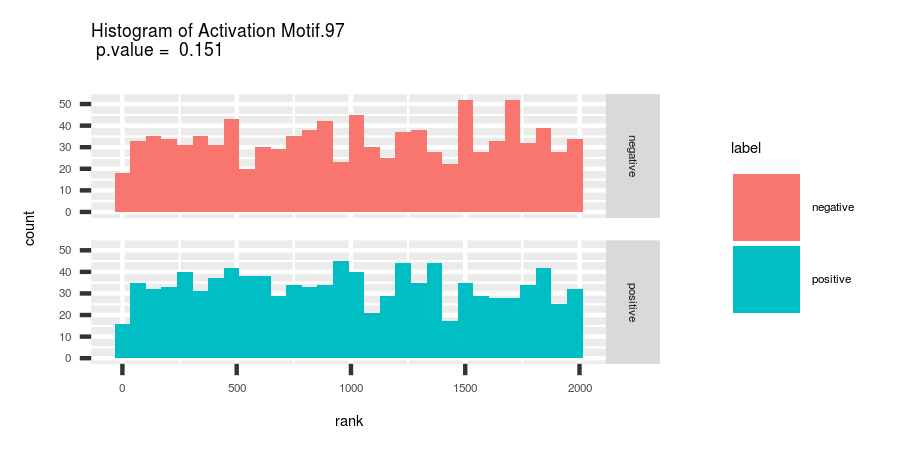 Histogram of Activation Motif.97
p.value = 0.151
count
50
40
30
20
10
0
negative
50
40
30
20
10
0
positive
0 500 1000 1500 2000
rank
label
negative
positive